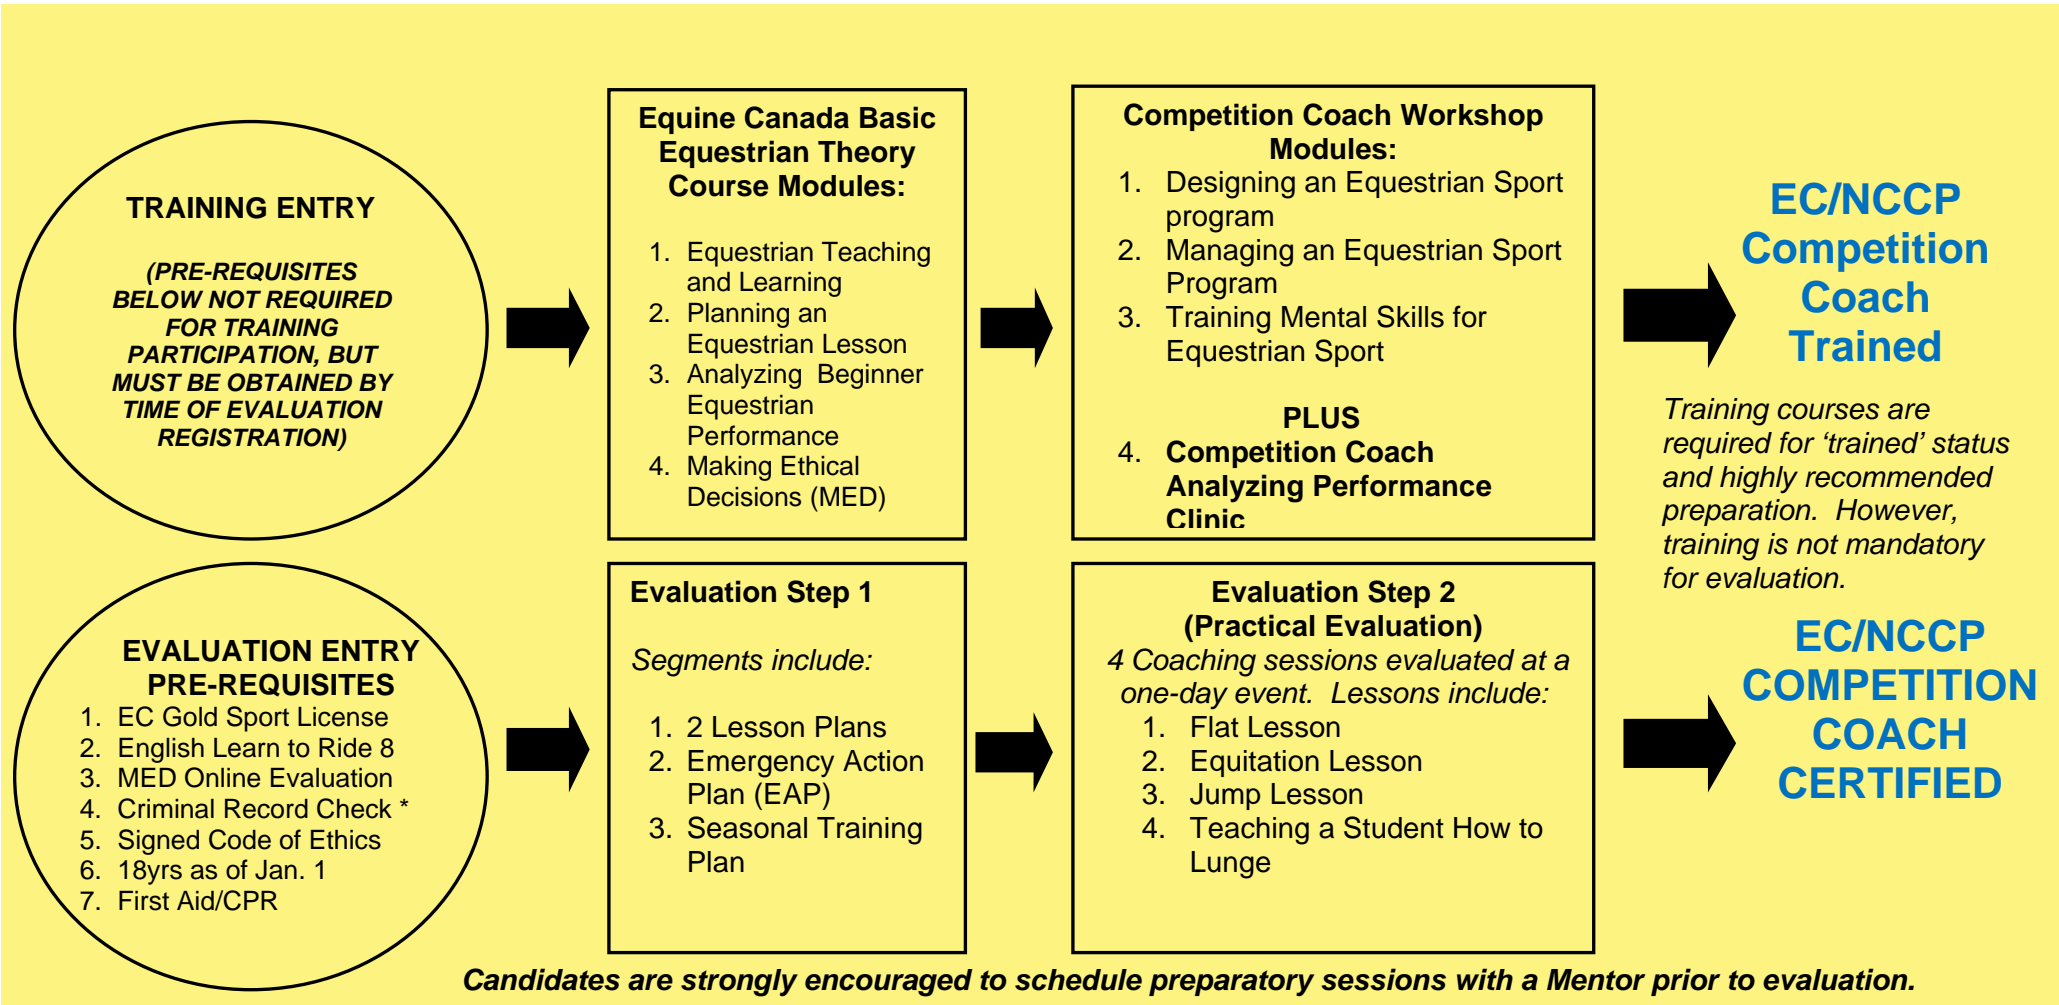 TRAINING ENTRY
(PRE-REQUISITES
BELOW NOT REQUIRED
FOR TRAINING
PARTICIPATION, BUT
MUST BE OBTAINED BY
TIME OF EVALUATION
REGISTRATION)
Equine Canada Basic
Equestrian Theory
Course Modules:
1. Equestrian Teaching
and Learning
2. Planning an
Equestrian Lesson
3. Analyzing Beginner
Equestrian
Performance
4. Making Ethical
Decisions (MED)
Competition Coach Workshop
Modules:
1. Designing an Equestrian Sport
program
2. Managing an Equestrian Sport
Program
3. Training Mental Skills for
Equestrian Sport
PLUS
4. Competition Coach
Analyzing Performance
Clinic
EC/NCCP
Competition
Coach
Trained
Training courses are
required for ‘trained’ status
and highly recommended
preparation. However,
training is not mandatory
for evaluation.
EVALUATION ENTRY
PRE-REQUISITES
1. EC Gold Sport License
2. English Learn to Ride 8
3. MED Online Evaluation
4. Criminal Record Check *
5. Signed Code of Ethics
6. 18yrs as of Jan. 1
7. First Aid/CPR
Evaluation Step 1
Segments include:
1. 2 Lesson Plans
2. Emergency Action
Plan (EAP)
3. Seasonal Training
Plan
Evaluation Step 2
(Practical Evaluation)
4 Coaching sessions evaluated at a
one-day event. Lessons include:
1. Flat Lesson
2. Equitation Lesson
3. Jump Lesson
4. Teaching a Student How to
Lunge
EC/NCCP
COMPETITION
COACH
CERTIFIED
Candidates are strongly encouraged to schedule preparatory sessions with a Mentor prior to evaluation.